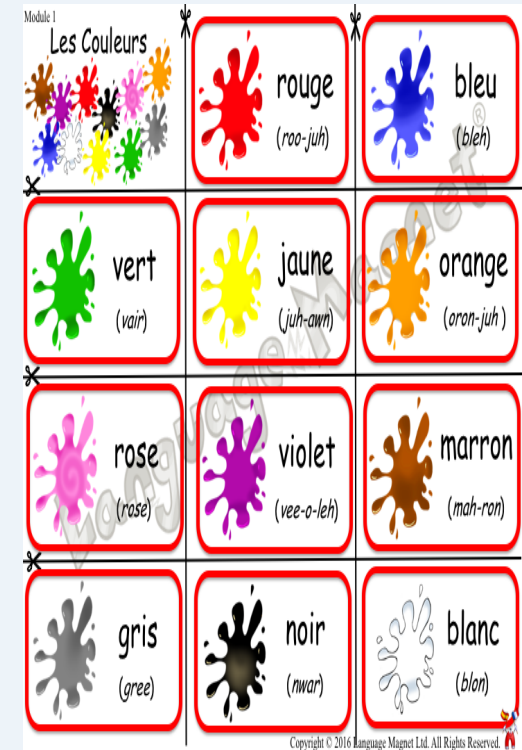 Module 1
Les Couleurs
rouge
(roo-juh)
bleu
(bleh)
vert
(vair)
jaune
(juh-awn)
orange
(oron-juh )
rose
(rose)
violet
(vee-o-leh)
marron
(mah-ron)
gris
(gree)
noir
(nwar)
blanc
(blon)
Language Magnet ®
Copyright © 2016 Language Magnet Ltd. All Rights Reserved.